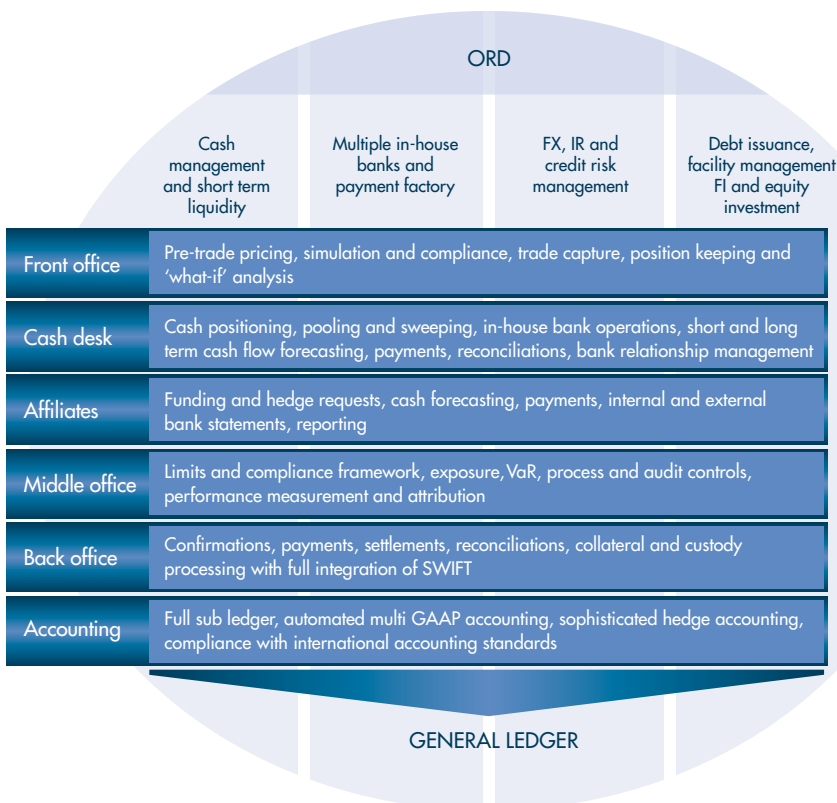 ORD
Cash
management
and short term
liquidity
Multiple in-house
banks and
payment factory
FX, IR and
credit risk
management
Debt issuance,
facility management
FI and equity
investment
Front office
Pre-trade pricing, simulation and compliance, trade capture, position keeping and
‘what-if’ analysis
Cash desk
Cash positioning, pooling and sweeping, in-house bank operations, short and long
term cash flow forecasting, payments, reconciliations, bank relationship management
Affiliates
Funding and hedge requests, cash forecasting, payments, internal and external
bank statements, reporting
Middle office
Limits and compliance framework, exposure, VaR, process and audit controls,
performance measurement and attribution
Back office
Confirmations, payments, settlements, reconciliations, collateral and custody
processing with full integration of SWIFT
Accounting
Full sub ledger, automated multi GAAP accounting, sophisticated hedge accounting,
compliance with international accounting standards
GENERAL LEDGER